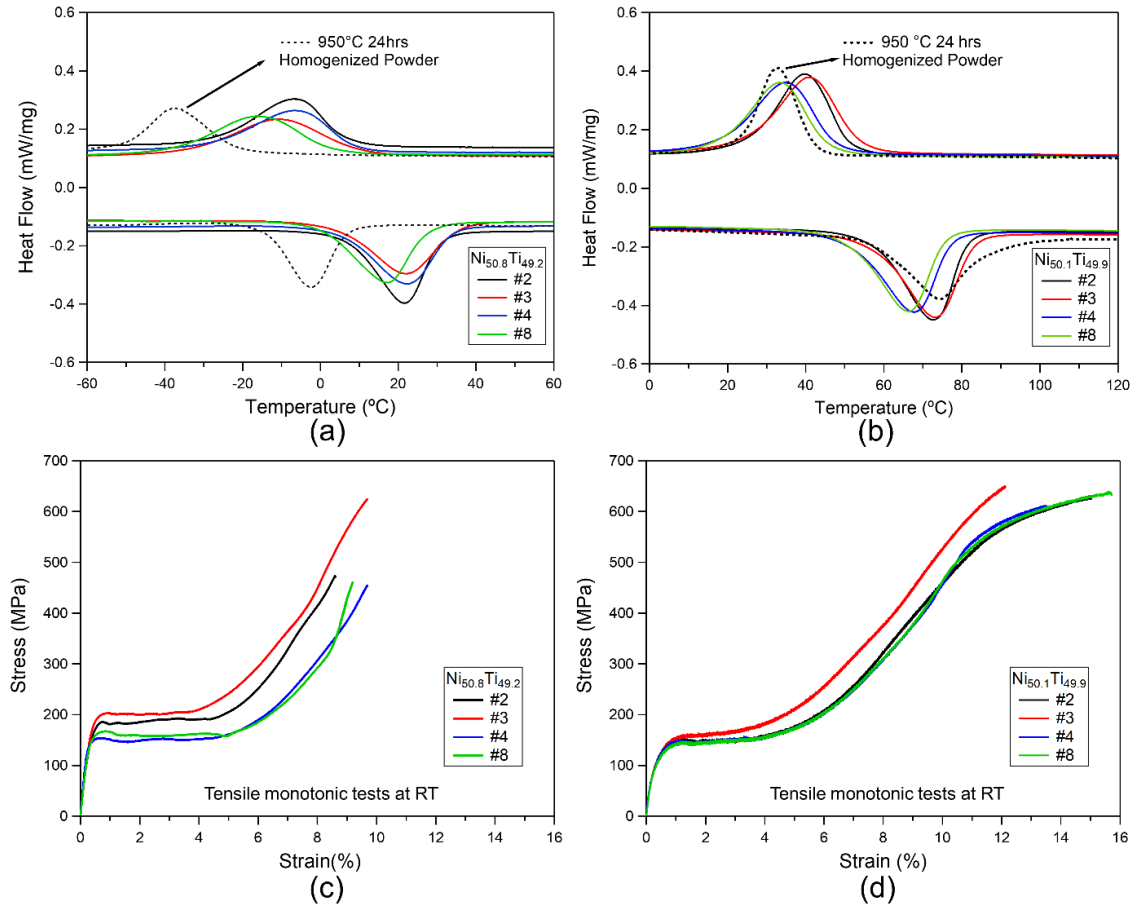 0.6
0.4
0.2
0.0
-0.2
-0.4
-0.6
Heat Flow (mW/mg)
950°C 24hrs
Homogenized Powder
Ni50.8Ti49.2
#2
#3
#4
#8
-60 -40 -20 0 20 40 60
Temperature (ºC)
(a)
0.6
0.4
0.2
0.0
-0.2
-0.4
-0.6
Heat Flow (mW/mg)
950 °C 24 hrs
Homogenized Powder
Ni50.1Ti49.9
#2
#3
#4
#8
0 20 40 60 80 100 120
Temperature (ºC)
(b)
700
600
500
400
300
200
100
0
Stress (MPa)
Ni50.8Ti49.2
#2
#3
#4
#8
Tensile monotonic tests at RT
0 2 4 6 8 10 12 14 16
Strain(%)
(c)
700
600
500
400
300
200
100
0
Stress (MPa)
Ni50.1Ti49.9
#2
#3
#4
#8
Tensile monotonic tests at RT
0 2 4 6 8 10 12 14 16
Strain (%)
(d)